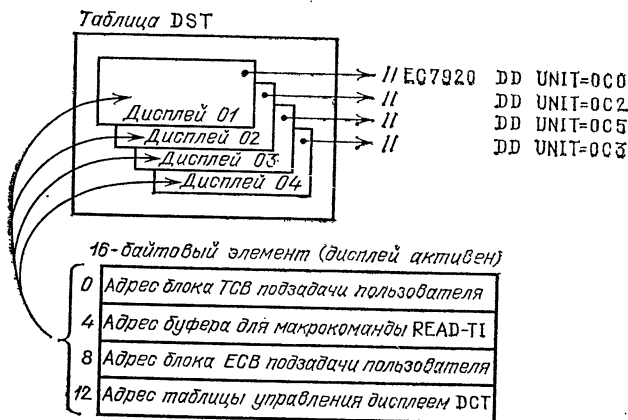 Таблица DST
// ЕС7920 DD UNIT=0C0
// DD UNIT=0C2
// DD UNIT=0C5
// DD UNIT=0C3
Дисплей 01
Дисплей 02
Дисплей 03
Дисплей 04
16-байтовый элемент (дисплей активен)
0 Адрес блока TCB подзадачи пользователя
4 Адрес буфера для макрокоманды READ-TI
8 Адрес блока ECB подзадачи пользователя
12 Адрес таблицы управления дисплеем DCT